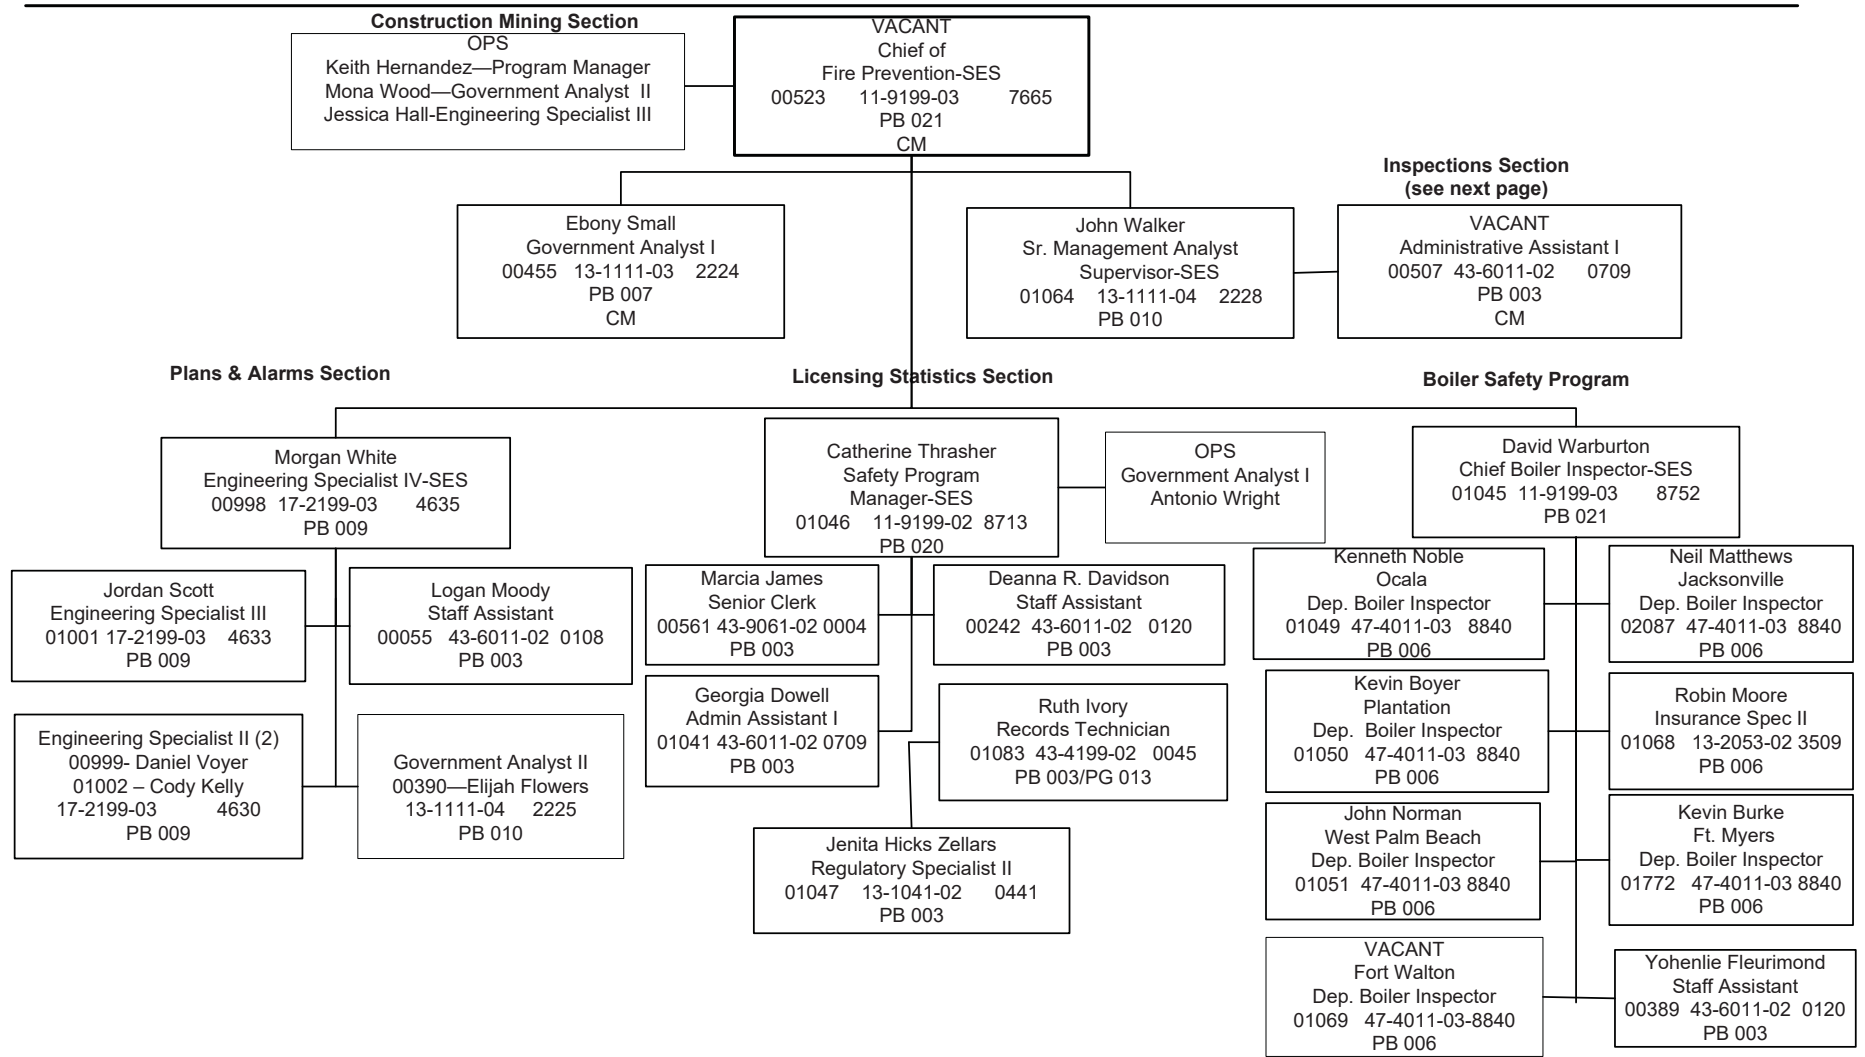 Construction Mining Section
OPS
Keith Hernandez—Program Manager
Mona Wood—Government Analyst  II
Jessica Hall-Engineering Specialist III
VACANT
Chief of
Fire Prevention-SES
00523 11-9199-03 7665
PB 021
CM
Ebony Small
Government Analyst I
00455 13-1111-03 2224
PB 007
CM
John Walker
Sr. Management Analyst
Supervisor-SES
01064 13-1111-04 2228
PB 010
Inspections Section
(see next page)
VACANT
Administrative Assistant I
00507 43-6011-02 0709
PB 003
CM
Plans & Alarms Section
Licensing Statistics Section
Boiler Safety Program
Morgan White
Engineering Specialist IV-SES
00998 17-2199-03 4635
PB 009
Jordan Scott
Engineering Specialist III
01001 17-2199-03 4633
PB 009
Logan Moody
Staff Assistant
00055 43-6011-02 0108
PB 003
Engineering Specialist II (2)
00999- Daniel Voyer
01002 – Cody Kelly
17-2199-03 4630
PB 009
Government Analyst II
00390—Elijah Flowers
13-1111-04 2225
PB 010
Catherine Thrasher
Safety Program
Manager-SES
01046 11-9199-02 8713
PB 020
OPS
Government Analyst I
Antonio Wright
Marcia James
Senior Clerk
00561 43-9061-02 0004
PB 003
Deanna R. Davidson
Staff Assistant
00242 43-6011-02 0120
PB 003
Georgia Dowell
Admin Assistant I
01041 43-6011-02 0709
PB 003
Ruth Ivory
Records Technician
01083 43-4199-02 0045
PB 003/PG 013
Jenita Hicks Zellars
Regulatory Specialist II
01047 13-1041-02 0441
PB 003
David Warburton
Chief Boiler Inspector-SES
01045 11-9199-03 8752
PB 021
Kenneth Noble
Ocala
Dep. Boiler Inspector
01049 47-4011-03 8840
PB 006
Neil Matthews
Jacksonville
Dep. Boiler Inspector
02087 47-4011-03 8840
PB 006
Kevin Boyer
Plantation
Dep. Boiler Inspector
01050 47-4011-03 8840
PB 006
Robin Moore
Insurance Spec II
01068 13-2053-02 3509
PB 006
John Norman
West Palm Beach
Dep. Boiler Inspector
01051 47-4011-03 8840
PB 006
Kevin Burke
Ft. Myers
Dep. Boiler Inspector
01772 47-4011-03 8840
PB 006
VACANT
Fort Walton
Dep. Boiler Inspector
01069 47-4011-03-8840
PB 006
Yohenlie Fleurimond
Staff Assistant
00389 43-6011-02 0120
PB 003